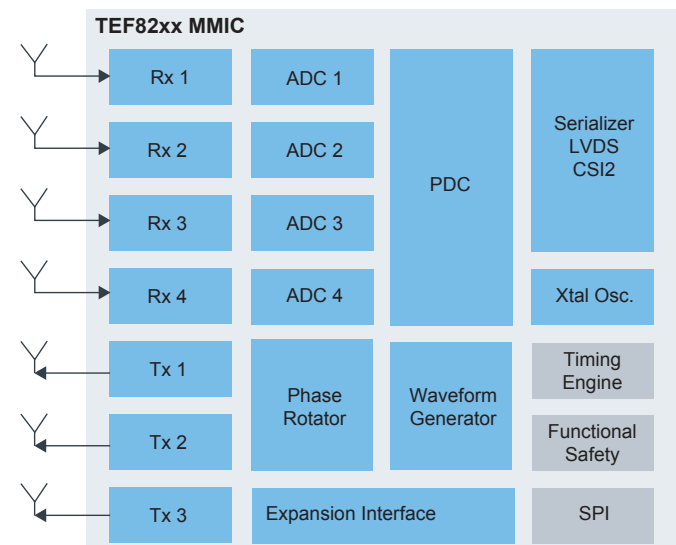 TEF82xx MMIC
Rx 1
ADC 1
Rx 2
ADC 2
Rx 3
ADC 3
Rx 4
ADC 4
PDC
Serializer
LVDS
CSI2
Xtal Osc.
Tx 1
Tx 2
Tx 3
Phase
Rotator
Waveform
Generator
Timing
Engine
Functional
Safety
Expansion Interface
SPI